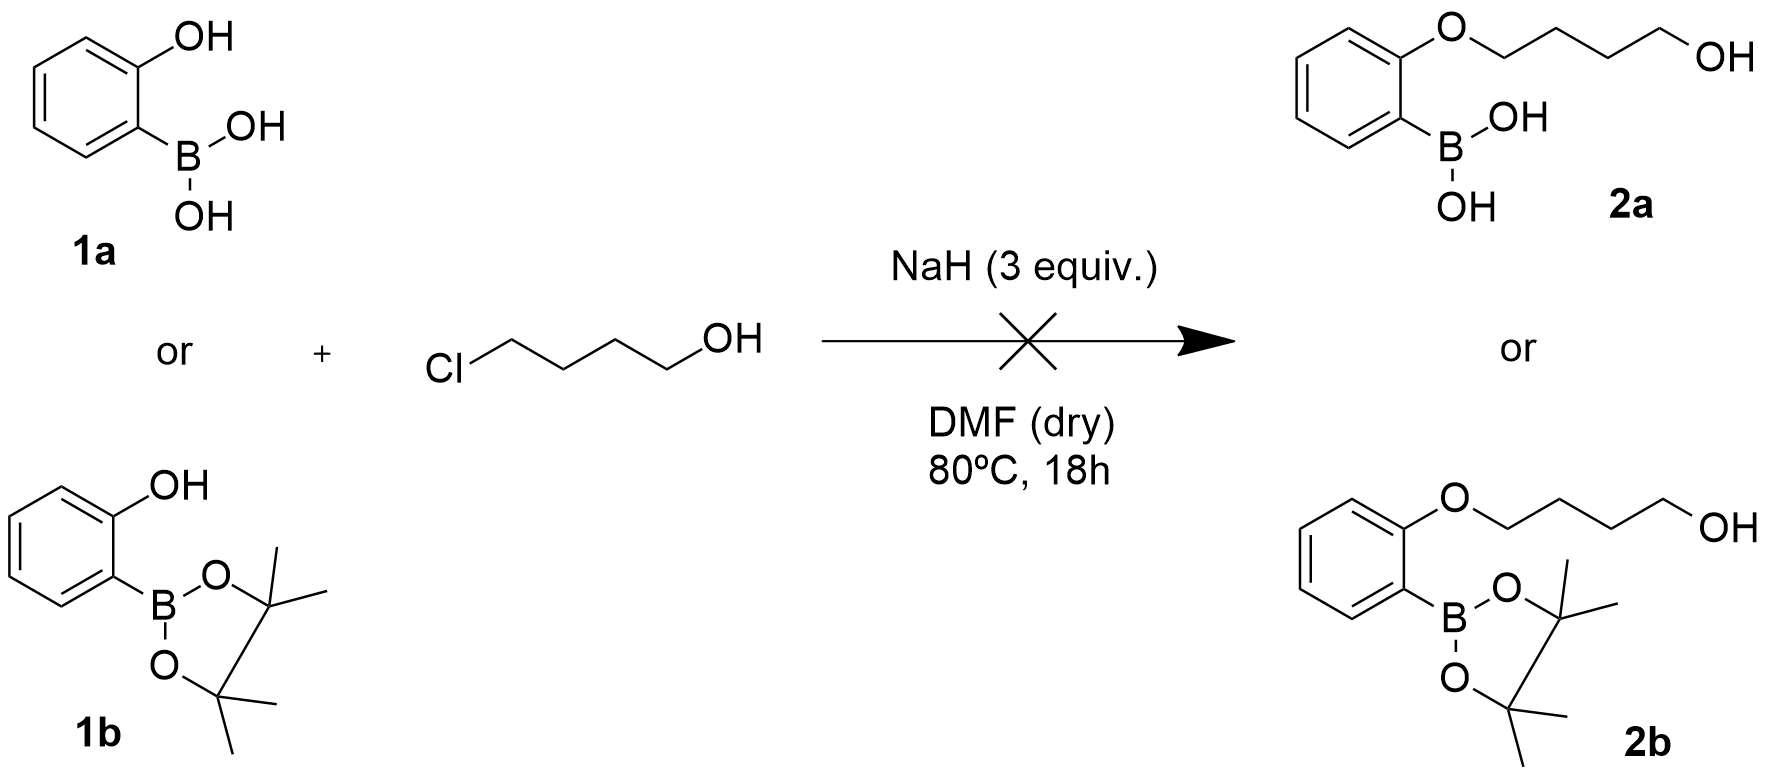 OH
B
OH
OH
1a
or
+
Cl
OH
OH
B
O
O
1b
NaH (3 equiv.)
DMF (dry)
80ºC, 18h
O
OH
B
OH
OH
2a
or
O
OH
B
O
O
2b